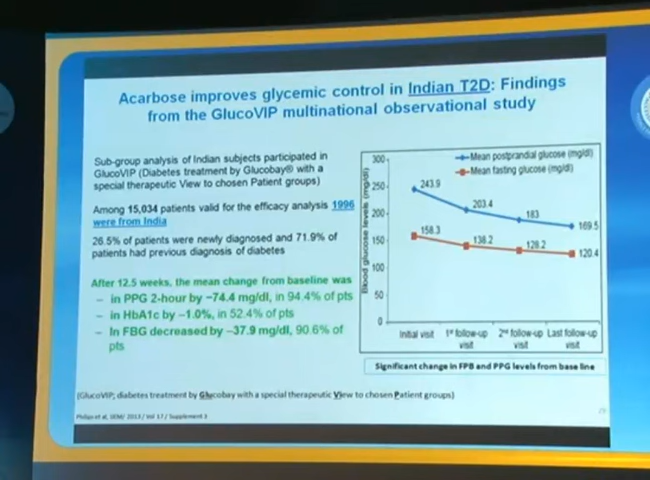 Acarbose improves glycemic control in Indian T2D: Findings
from the GlucoVIP multinational observational study
Sub-group analysis of Indian subjects participated in
GlucoVIP (Diabetes treatment by Glucobay® with a
special therapeutic View to chosen Patient groups)
Among 15,034 patients valid for the efficacy analysis 1996
were from India
26.5% of patients were newly diagnosed and 71.9% of
patients had previous diagnosis of diabetes
After 12.5 weeks, the mean change from baseline was
– in PPG 2-hour by −74.4 mg/dl, in 94.4% of pts
– in HbA1c by −1.0%, in 52.4% of pts
– In FBG decreased by −37.9 mg/dl, 90.6% of
pts
Blood glucose levels (mg/dl)
300
250
200
150
100
50
0
Mean postprandial glucose (mg/dl)
Mean fasting glucose (mg/dl)
243.9
203.4
183
169.5
158.3
138.2
128.2
120.4
Initial visit 1st follow-up 2nd follow-up Last follow-up
visit visit visit
Significant change in FPB and PPG levels from base line
(GlucoVIP; diabetes treatment by Glucobay with a special therapeutic View to chosen Patient groups)
2013 / Vol 17 / Supplement